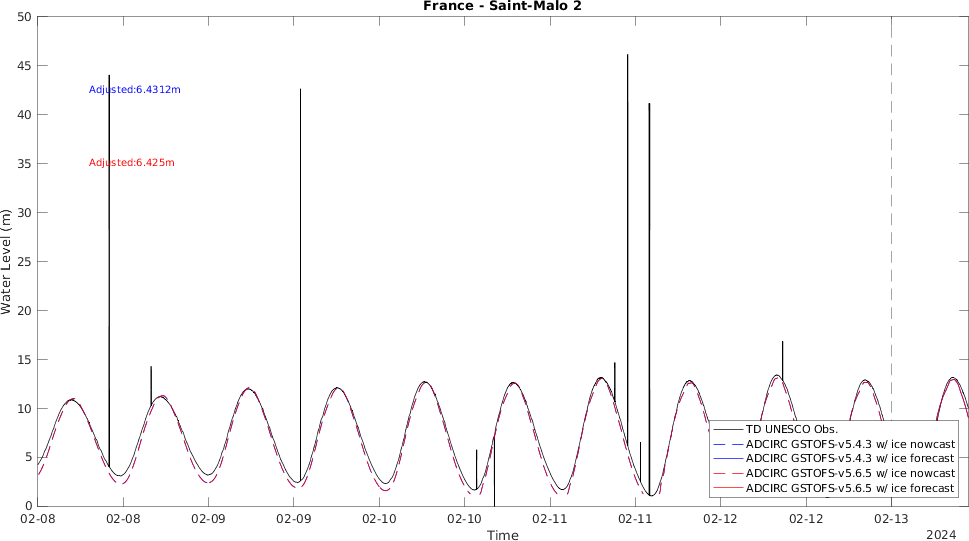 France - Saint-Malo 2
50
45
40
35
30
25
20
15
10
5
0
Water Level (m)
Adjusted:6.4312m
Adjusted:6.425m
TD UNESCO Obs.
ADCIRC GSTOFS-v5.4.3 w/ ice nowcast
ADCIRC GSTOFS-v5.4.3 w/ ice forecast
ADCIRC GSTOFS-v5.6.5 w/ ice nowcast
ADCIRC GSTOFS-v5.6.5 w/ ice forecast
02-08 02-08 02-09 02-09 02-10 02-10 02-11 02-11 02-12 02-12 02-13
Time
2024